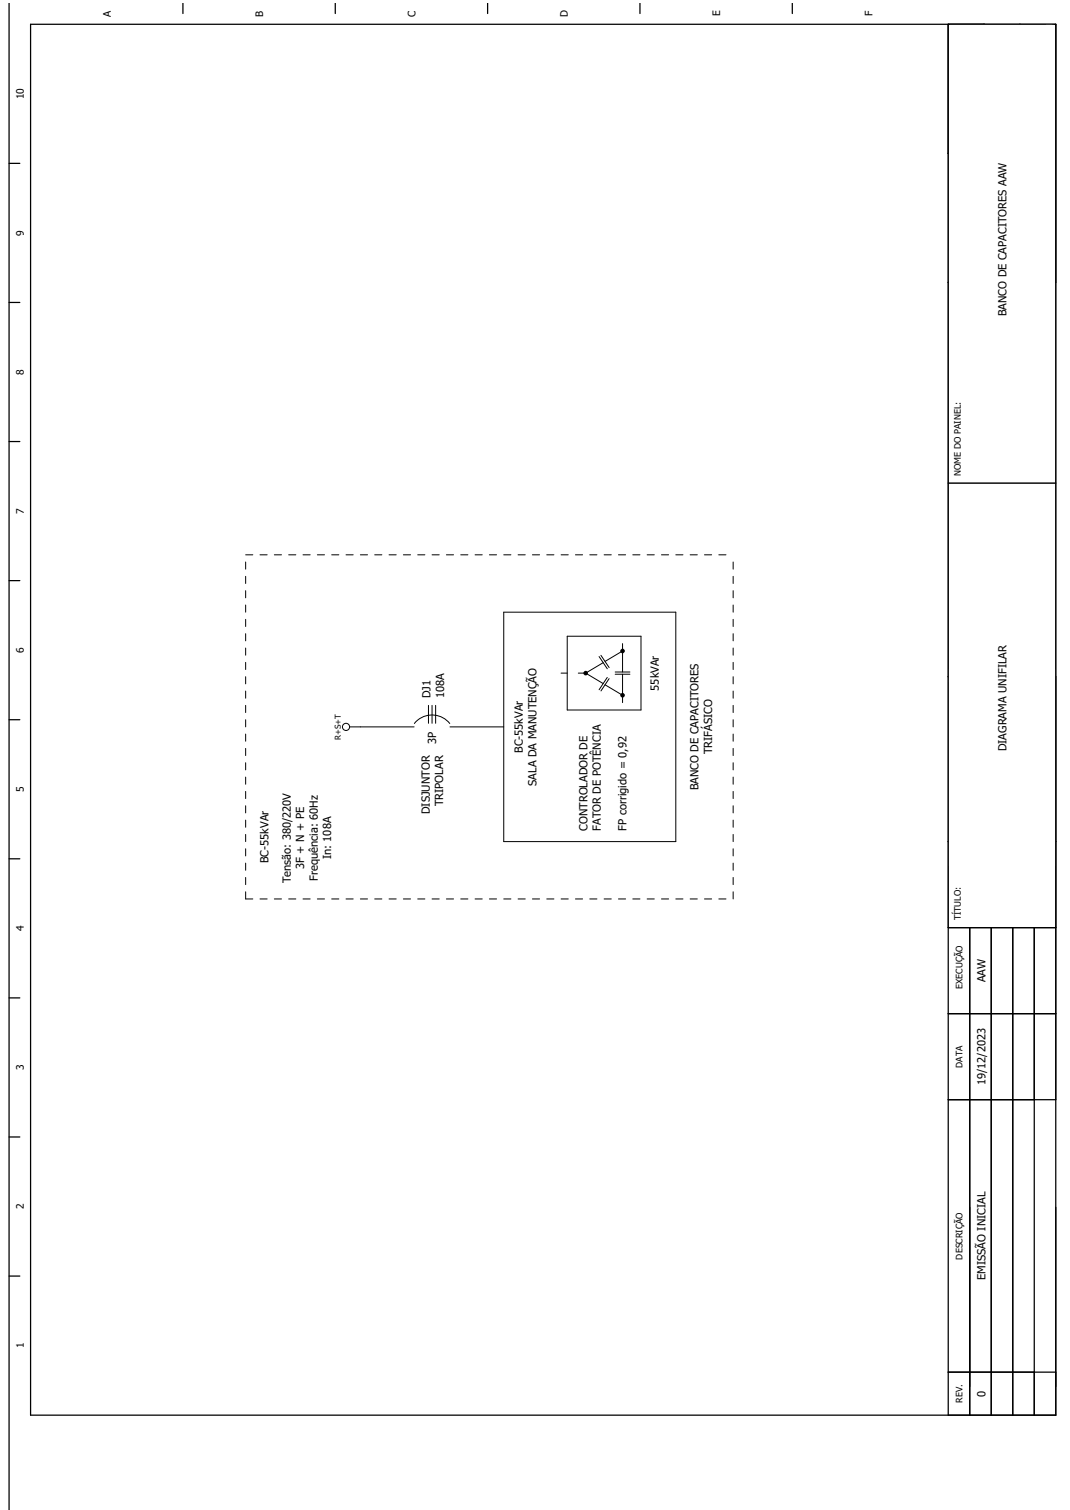 1
2
3
4
5
6
7
8
9
10
A
B
C
D
E
F
BC-55kVAr
Tensão: 380/220V
3F + N + PE
Frequência: 60Hz
In: 108A
R+S+T
DISJUNTOR
TRIPOLAR
3P
DJ1
108A
BC-55kVAr
SALA DA MANUTENÇÃO
CONTROLADOR DE
FATOR DE POTÊNCIA
FP corrigido = 0,92
55kVAr
BANCO DE CAPACITORES
TRIFÁSICO
REV.
DESCRIÇÃO
DATA
EXECUÇÃO
0
EMISSÃO INICIAL
19/12/2023
AAW
TÍTULO:
DIAGRAMA UNIFILAR
NOME DO PAINEL:
BANCO DE CAPACITORES AAW